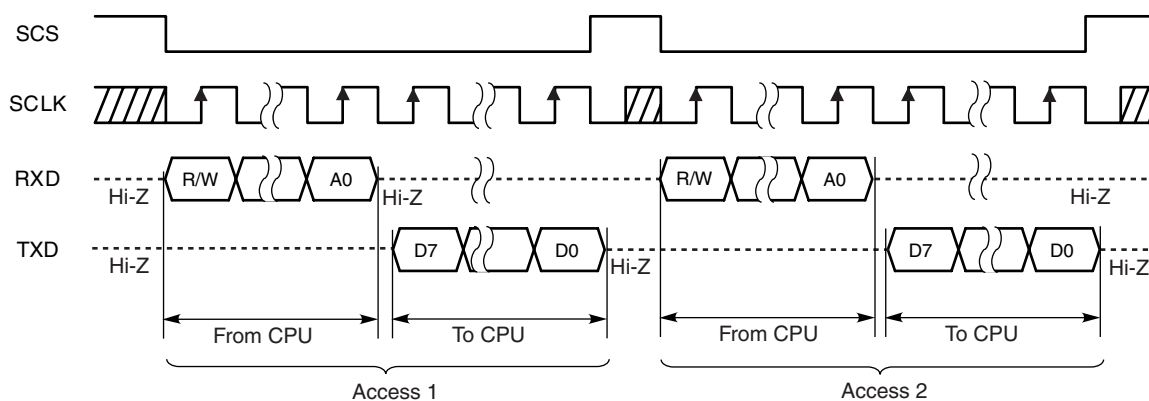 SCS
SCLK
RXD
R/W
A0
R/W
A0
Hi-Z
Hi-Z
Hi-Z
TXD
D7
D0
D7
D0
Hi-Z
Hi-Z
Hi-Z
From CPU
To CPU
From CPU
To CPU
Access 1
Access 2